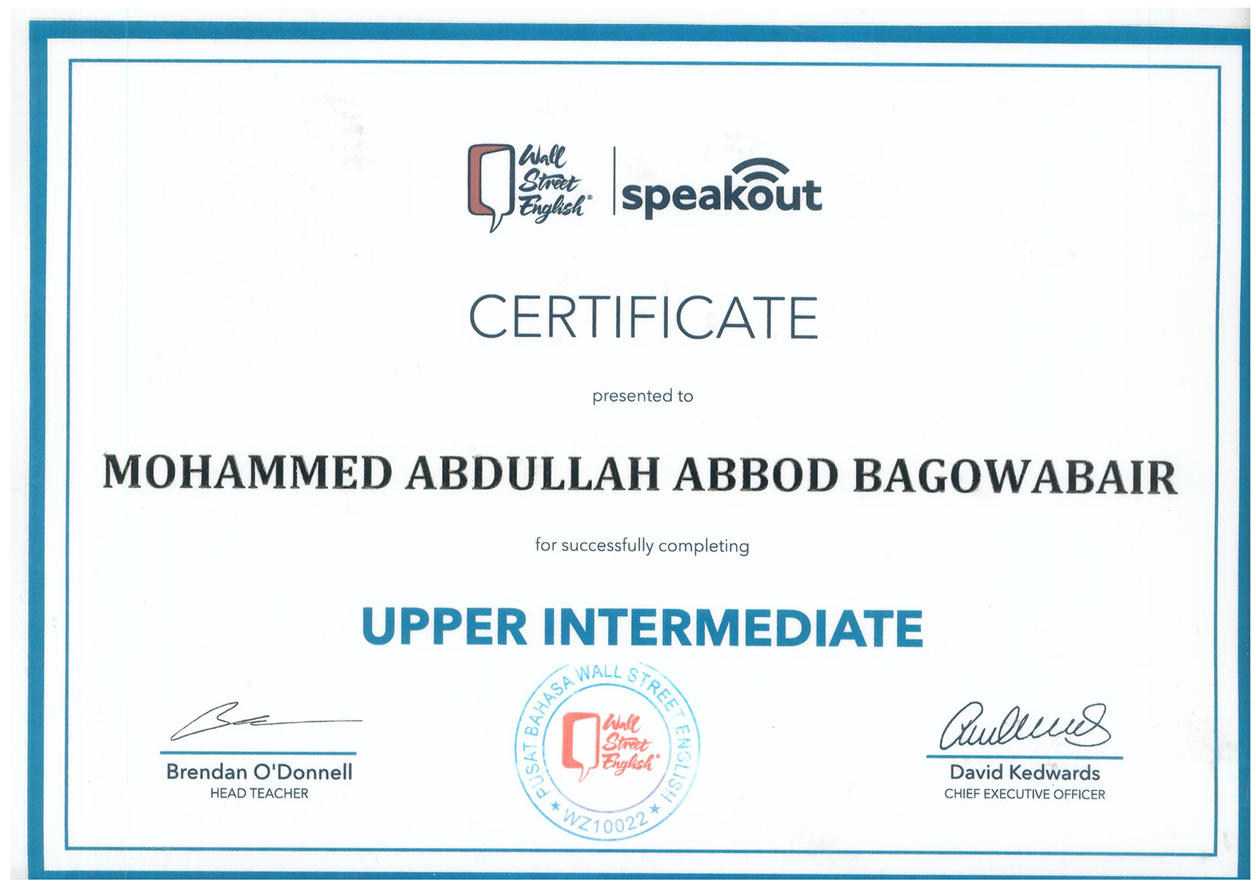 Wall
Street
English®
speakout
CERTIFICATE
presented to
MOHAMMED ABDULLAH ABBOD BAGOWABAIR
for successfully completing
UPPER INTERMEDIATE
PUSAT BAHASA WALL STREET ENGLISH
Wall
Street
English®
★ WZ10022 ★
Brendan O'Donnell
HEAD TEACHER
David Kedwards
CHIEF EXECUTIVE OFFICER